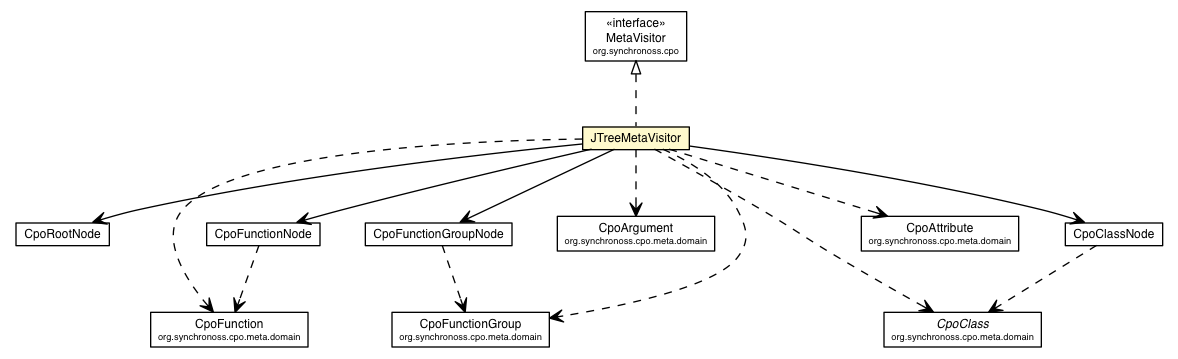 «interface»
MetaVisitor
org.synchronoss.cpo
JTreeMetaVisitor
CpoRootNode
CpoFunctionNode
CpoFunctionGroupNode
CpoArgument
org.synchronoss.cpo.meta.domain
CpoAttribute
org.synchronoss.cpo.meta.domain
CpoClassNode
CpoFunction
org.synchronoss.cpo.meta.domain
CpoFunctionGroup
org.synchronoss.cpo.meta.domain
CpoClass
org.synchronoss.cpo.meta.domain